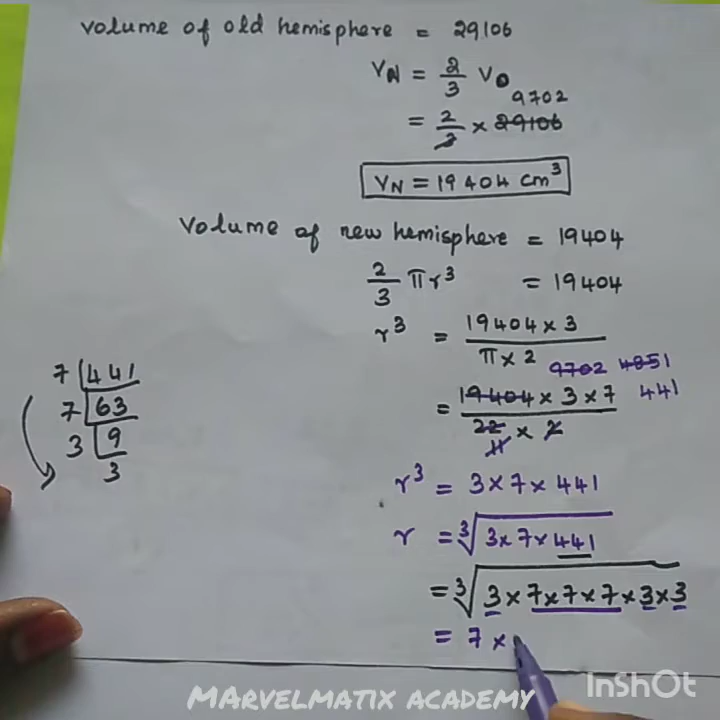 volume of old hemisphere = 29106
V_N = 2/3 V_O
9702
= 2/3 × 29106
V_N = 19404 cm³
volume of new hemisphere = 19404
2/3 πr³ = 19404
r³ = 19404 × 3 / π × 2
9702 4851
= 19404 × 3 × 7 / 22 × 2 441
11
7 | 441
7 | 63
3 | 9
3
r³ = 3 × 7 × 441
r = ∛3 × 7 × 441
= ∛3 × 7 × 7 × 7 × 3 × 3
= 7 ×
MARVELMATIX ACADEMY
InShOt